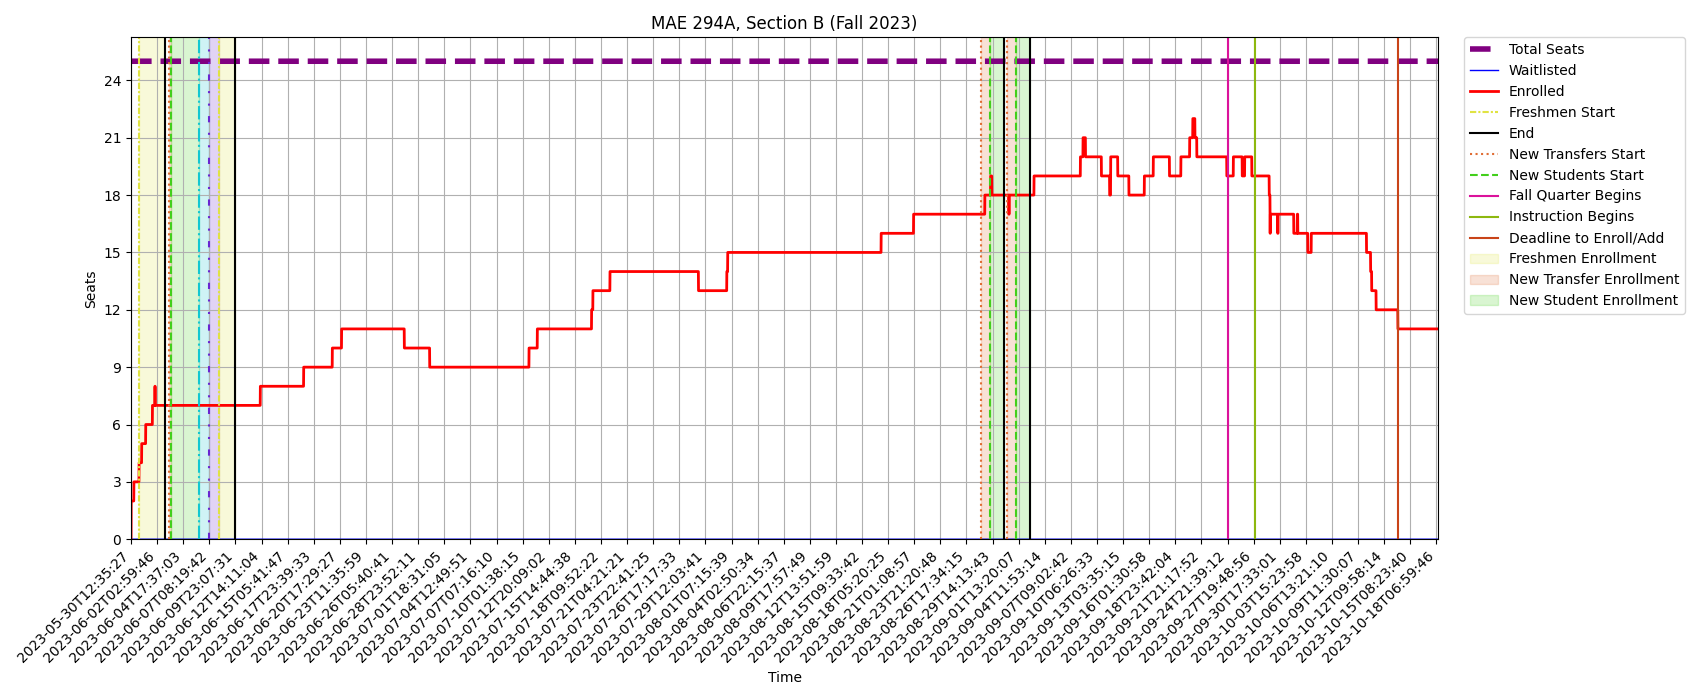 MAE 294A, Section B (Fall 2023)
Seats
24
21
18
15
12
9
6
3
0
2023-05-30T12:35:27
2023-06-02T02:59:46
2023-06-04T17:37:03
2023-06-07T08:19:42
2023-06-09T23:07:31
2023-06-12T14:11:04
2023-06-15T05:41:47
2023-06-17T23:39:33
2023-06-20T17:29:27
2023-06-23T11:35:59
2023-06-26T05:40:41
2023-06-28T23:52:11
2023-07-01T18:31:05
2023-07-04T12:49:51
2023-07-07T07:16:10
2023-07-10T01:38:15
2023-07-12T20:09:02
2023-07-15T14:44:38
2023-07-18T09:52:22
2023-07-21T04:21:21
2023-07-23T22:41:25
2023-07-26T17:17:33
2023-07-29T12:03:41
2023-08-01T07:15:39
2023-08-04T02:50:34
2023-08-06T22:15:37
2023-08-09T17:57:49
2023-08-12T13:51:59
2023-08-15T09:33:42
2023-08-18T05:20:25
2023-08-21T01:08:57
2023-08-23T21:20:48
2023-08-26T17:34:15
2023-08-29T14:13:43
2023-09-01T13:20:07
2023-09-04T11:53:14
2023-09-07T09:02:42
2023-09-10T06:26:33
2023-09-13T03:35:15
2023-09-16T01:30:58
2023-09-18T23:42:04
2023-09-21T21:17:52
2023-09-24T21:39:12
2023-09-27T19:48:56
2023-09-30T17:33:01
2023-10-03T15:23:58
2023-10-06T13:21:10
2023-10-09T11:30:07
2023-10-12T09:58:14
2023-10-15T08:23:40
2023-10-18T06:59:46
Time
Total Seats
Waitlisted
Enrolled
Freshmen Start
End
New Transfers Start
New Students Start
Fall Quarter Begins
Instruction Begins
Deadline to Enroll/Add
Freshmen Enrollment
New Transfer Enrollment
New Student Enrollment